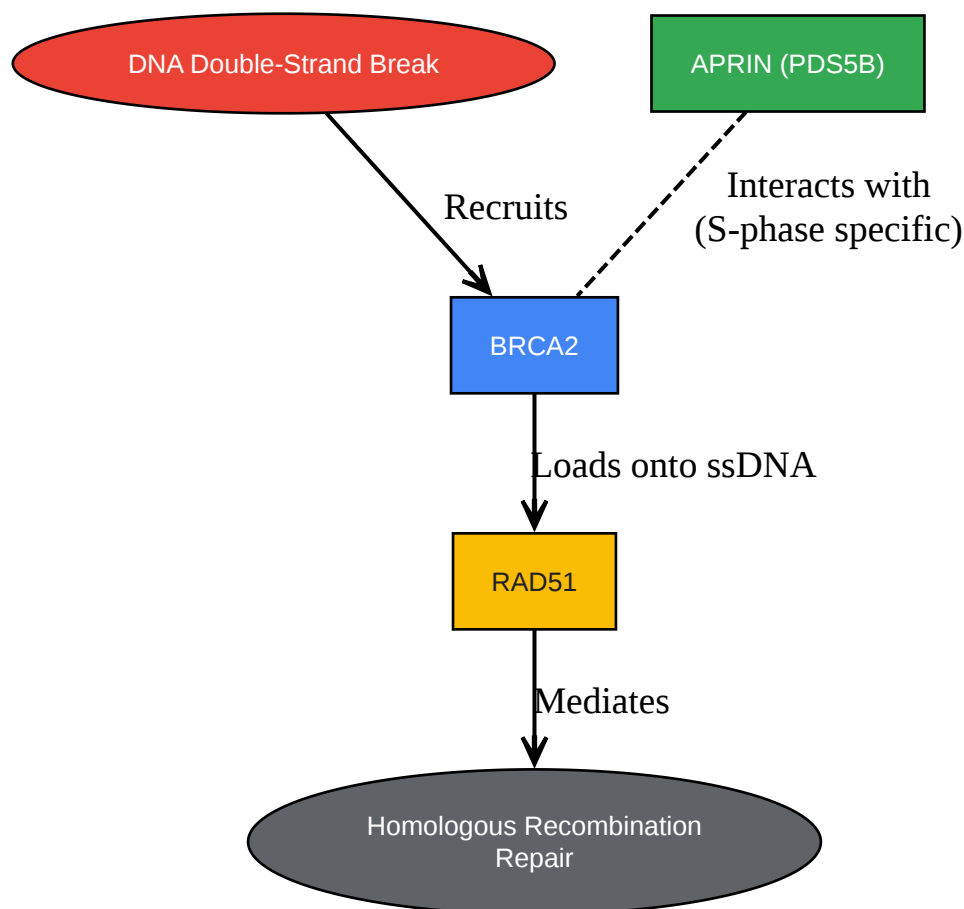 DNA Double-Strand Break
APRIN (PDS5B)
Recruits
Interacts with
(S-phase specific)
BRCA2
Loads onto ssDNA
RAD51
Mediates
Homologous Recombination
Repair